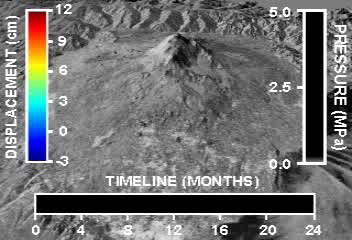 DISPLACEMENT (cm)
12
9
6
3
0
-3
5.0
2.5
0.0
PRESSURE (MPa)
TIMELINE (MONTHS)
0 4 8 12 16 20 24